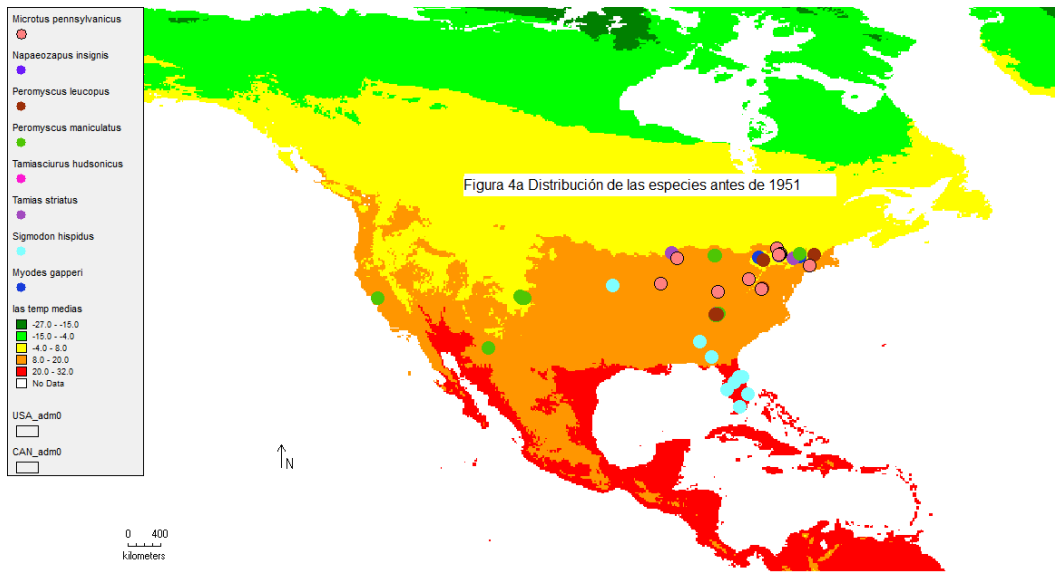 Microtus pennsylvanicus
Napaeozapus insignis
Peromyscus leucopus
Peromyscus maniculatus
Tamiasciurus hudsonicus
Tamias striatus
Sigmodon hispidus
Myodes gapperi
las temp medias
-27.0 - -15.0
-15.0 - -4.0
-4.0 - 8.0
8.0 - 20.0
20.0 - 32.0
No Data
USA_adm0
CAN_adm0
Figura 4a Distribución de las especies antes de 1951
N
0 400
kilometers